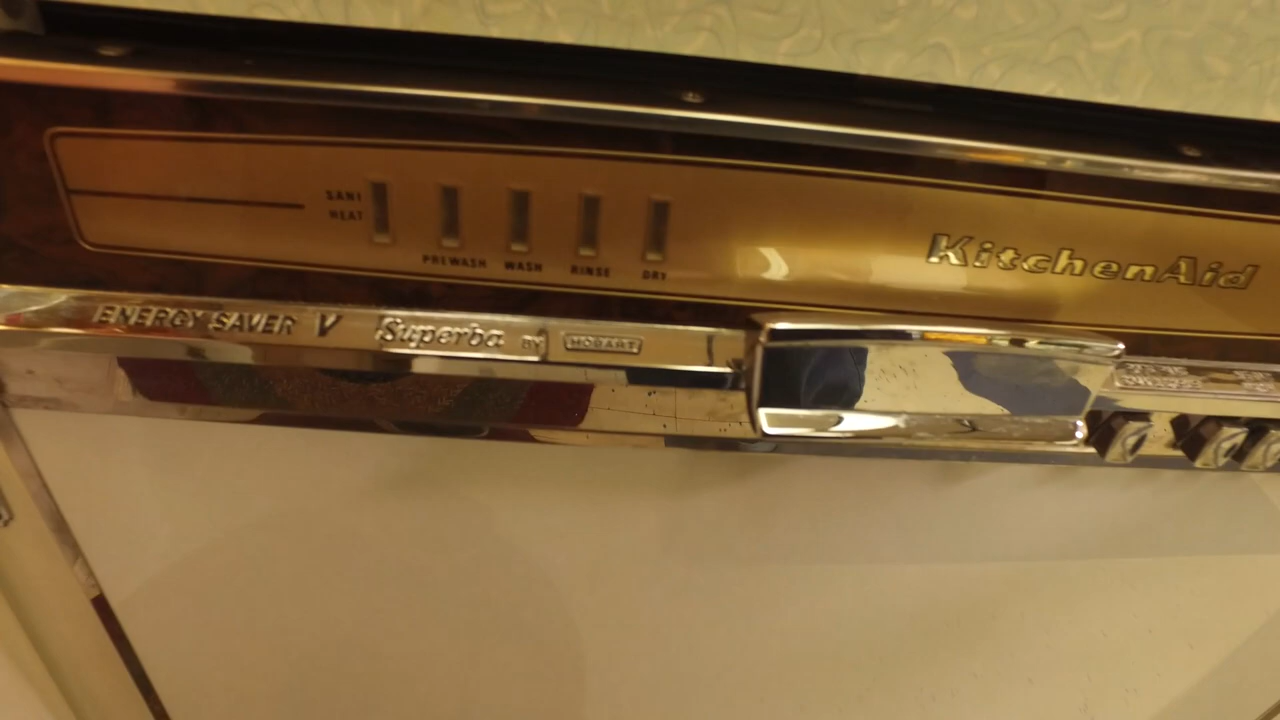 SANI
HEAT
PREWASH WASH RINSE DRY
KitchenAid
ENERGY SAVER V Superba BY HOBART